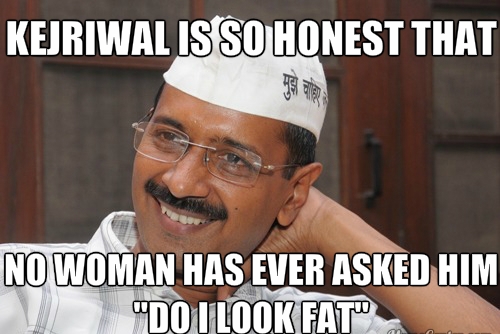 KEJRIWAL IS SO HONEST THAT
मुझे चाहिए
NO WOMAN HAS EVER ASKED HIM
"DO I LOOK FAT"